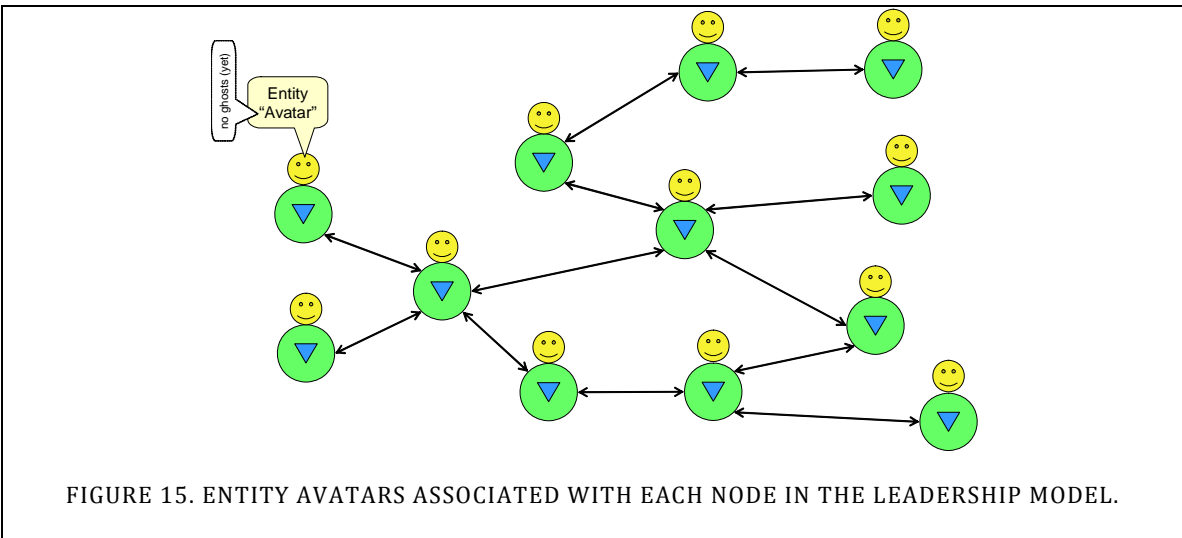 no ghosts (yet)
Entity
“Avatar”
FIGURE 15. ENTITY AVATARS ASSOCIATED WITH EACH NODE IN THE LEADERSHIP MODEL.